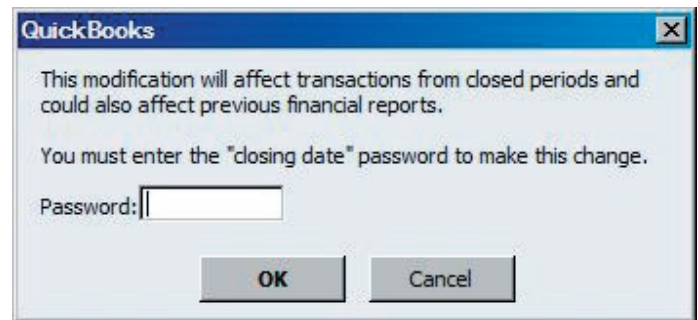 QuickBooks
This modification will affect transactions from closed periods and
could also affect previous financial reports.
You must enter the "closing date" password to make this change.
Password:
OK Cancel